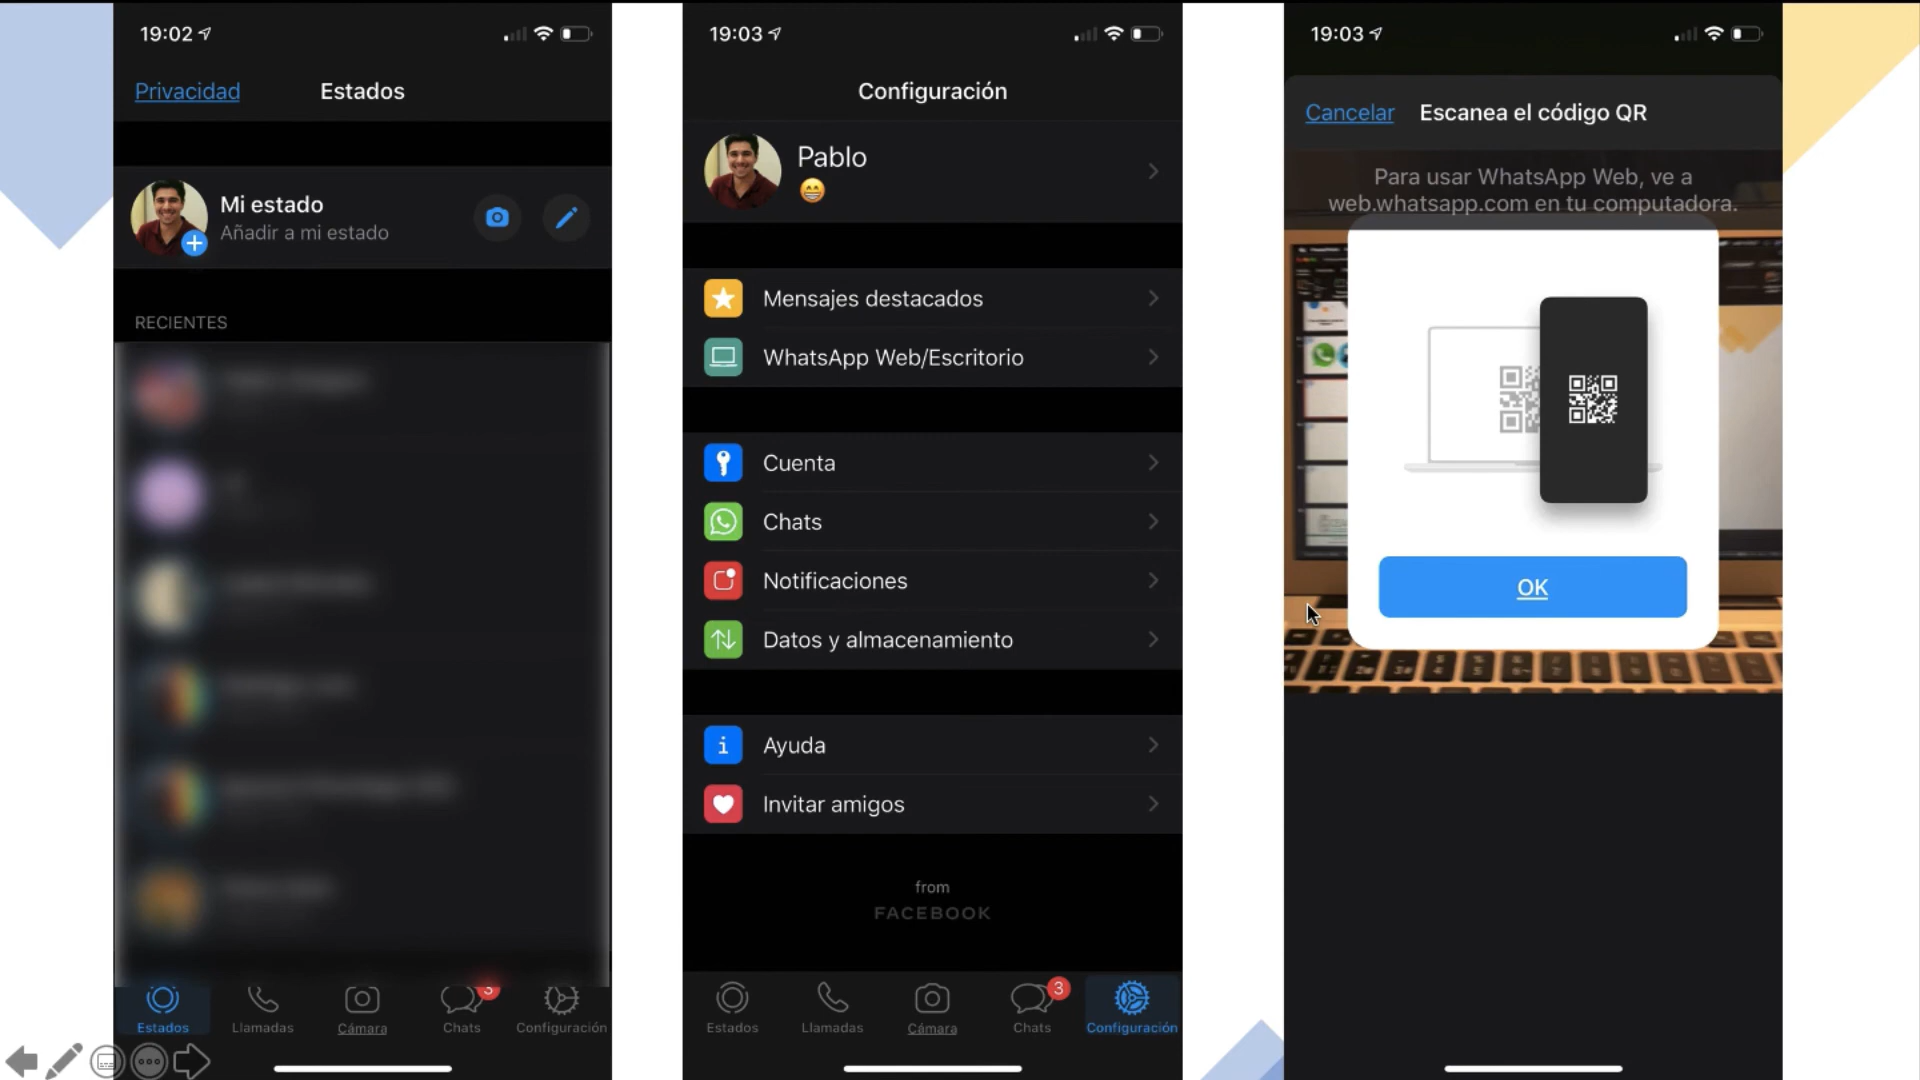 19:02
Privacidad
Estados
Mi estado
Añadir a mi estado
RECIENTES
3
Estados
Llamadas
Cámara
Chats
Configuración
19:03
Configuración
Pablo
Mensajes destacados
WhatsApp Web/Escritorio
Cuenta
Chats
Notificaciones
Datos y almacenamiento
Ayuda
Invitar amigos
from
FACEBOOK
3
Estados
Llamadas
Cámara
Chats
Configuración
19:03
Cancelar
Escanea el código QR
Para usar WhatsApp Web, ve a
web.whatsapp.com en tu computadora.
OK